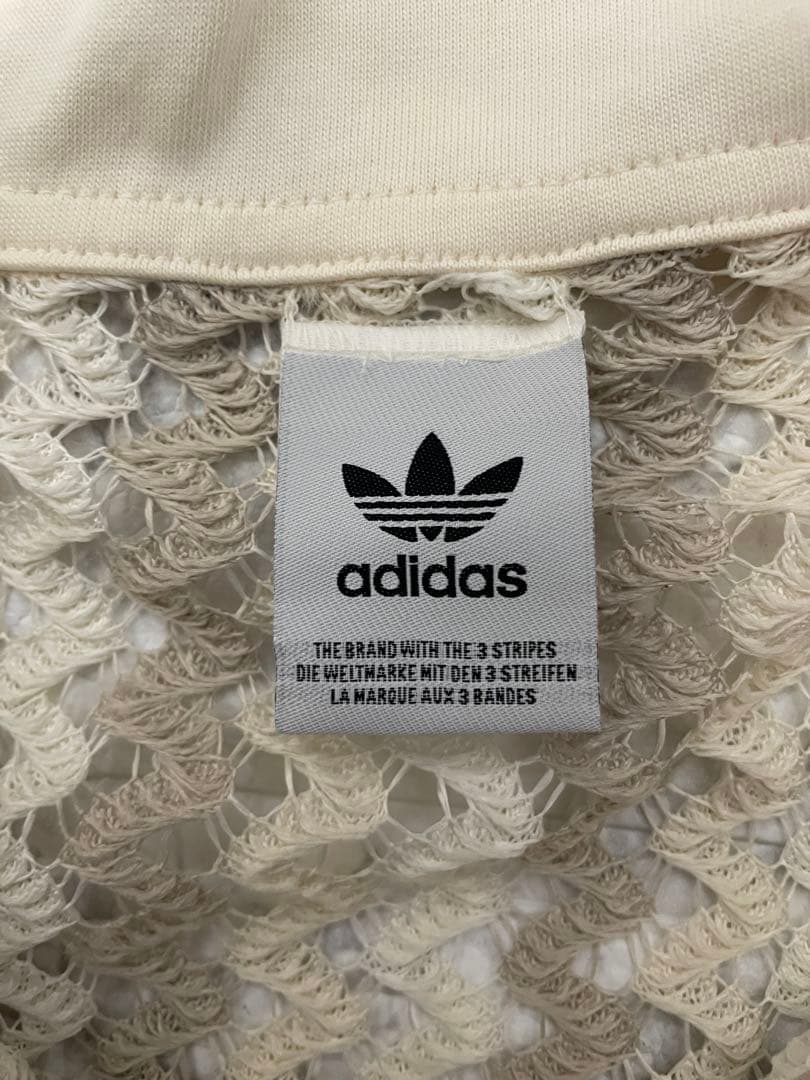 adidas
THE BRAND WITH THE 3 STRIPES
DIE WELTMARKE MIT DEN 3 STREIFEN
LA MARQUE AUX 3 BANDES